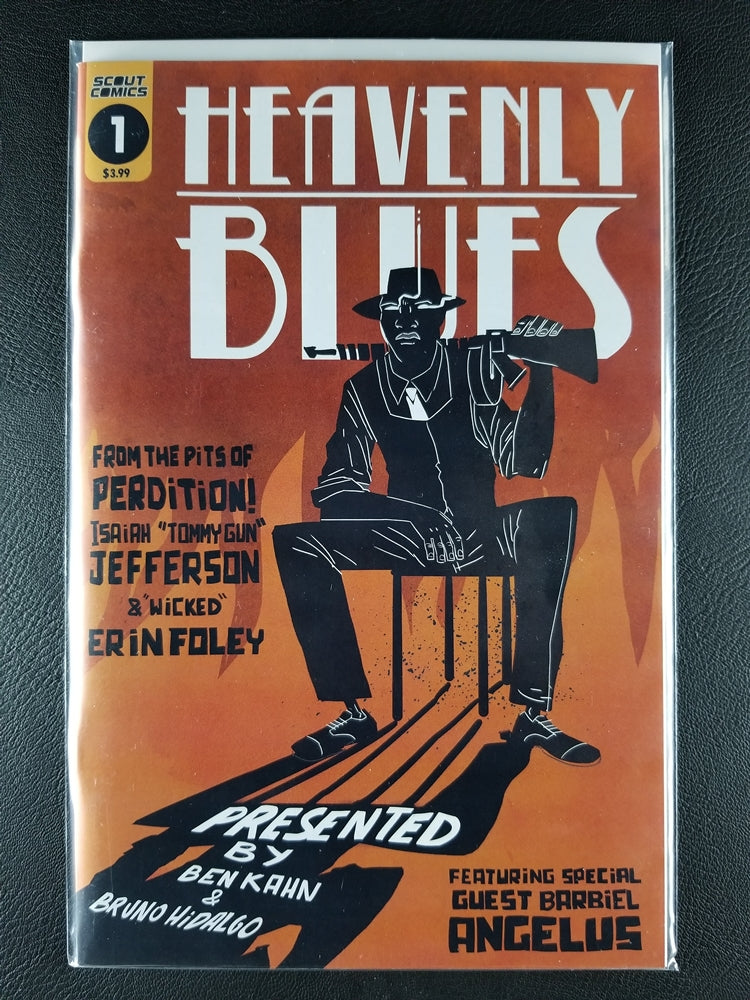 SCOUT
COMICS
1
$3.99
HEAVENLY
BLUES
FROM THE PITS OF
PERDITION!
ISAIAH "TOMMY GUN"
JEFFERSON
& "WICKED"
ERIN FOLEY
PRESENTED
BY
BEN KAHN
&
BRUNO HIDALGO
FEATURING SPECIAL
GUEST BARBIEL
ANGELUS